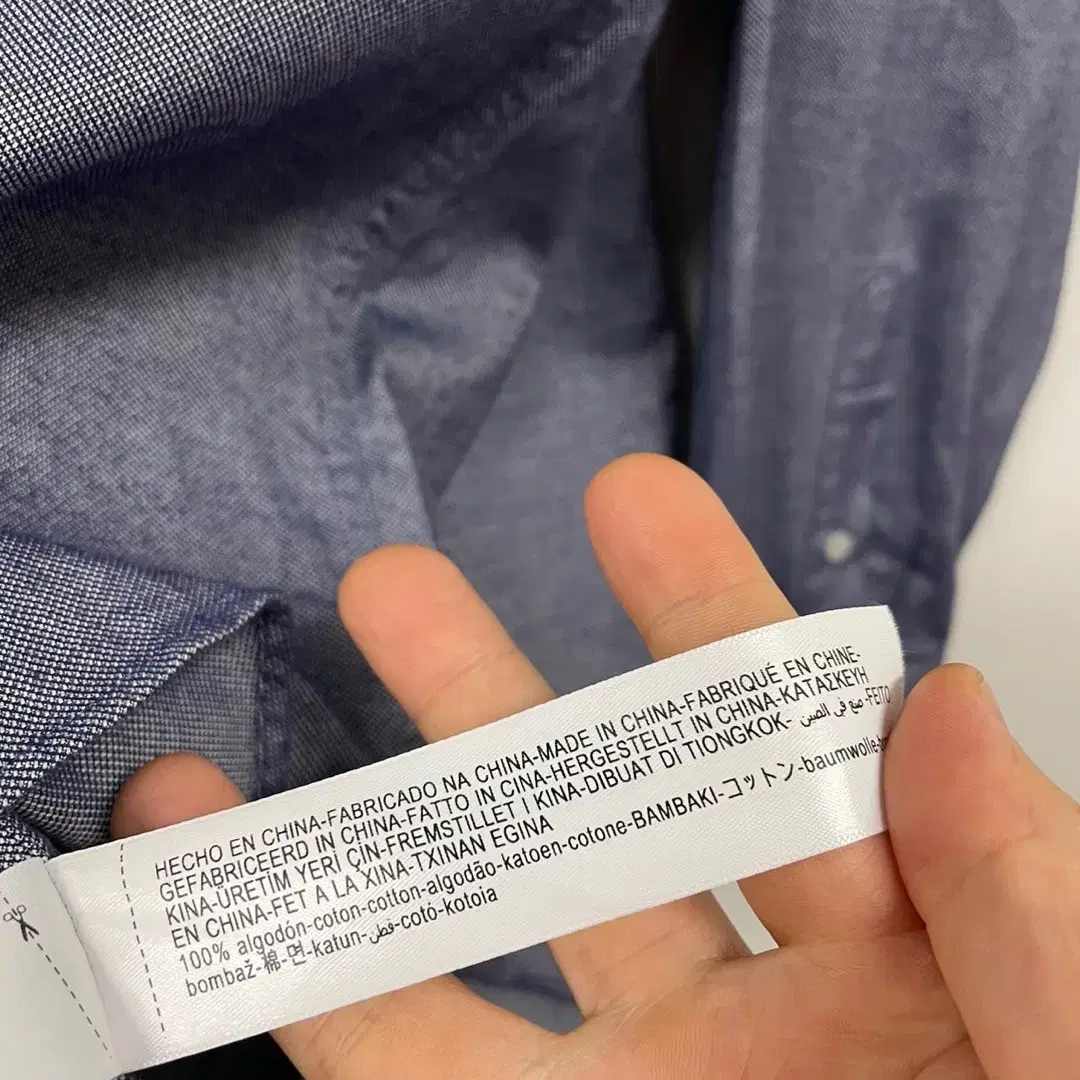 HECHO EN CHINA-FABRICADO NA CHINA-MADE IN CHINA-FABRIQUÉ EN CHINE-
GEFABRICEERD IN CHINA-FATTO IN CINA-HERGESTELLT IN CHINA-KATAΣKEYH
KINA-ÜRETIM YERİ ÇİN-FREMSTILLET I KINA-DIBUAT DI TIONGKOK- صنع في الصين -FEITO
EN CHINA-FET A LA XINA-TXINAN EGINA
100% algodón-coton-cotton-algodão-katoen-cotone-BAMBAKI-コットン-baumwolle-
bombaž-棉-면-katun-قطن-cotó-kotoia